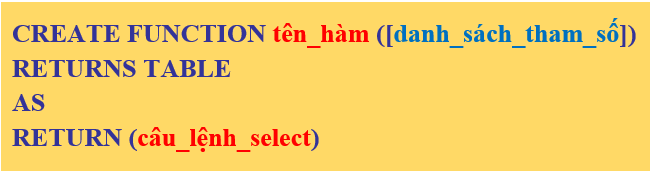 CREATE FUNCTION tên_hàm ([danh_sách_tham_số])
RETURNS TABLE
AS
RETURN (câu_lệnh_select)